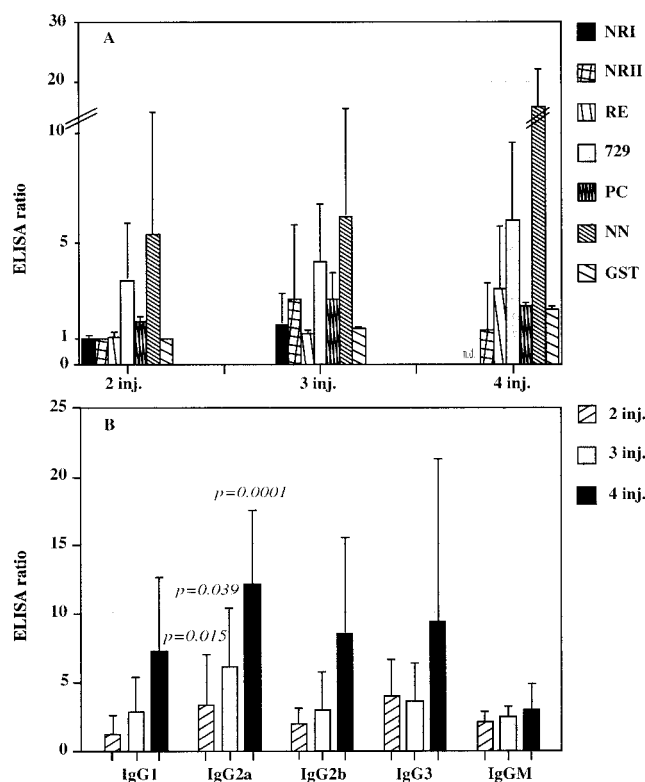 A
30
20
10
5
1
0
ELISA ratio
n.d.
2 inj.
3 inj.
4 inj.
NRI
NRII
RE
729
PC
NN
GST
B
25
20
15
10
5
0
ELISA ratio
p=0.0001
p=0.039
p=0.015
IgG1
IgG2a
IgG2b
IgG3
IgGM
2 inj.
3 inj.
4 inj.